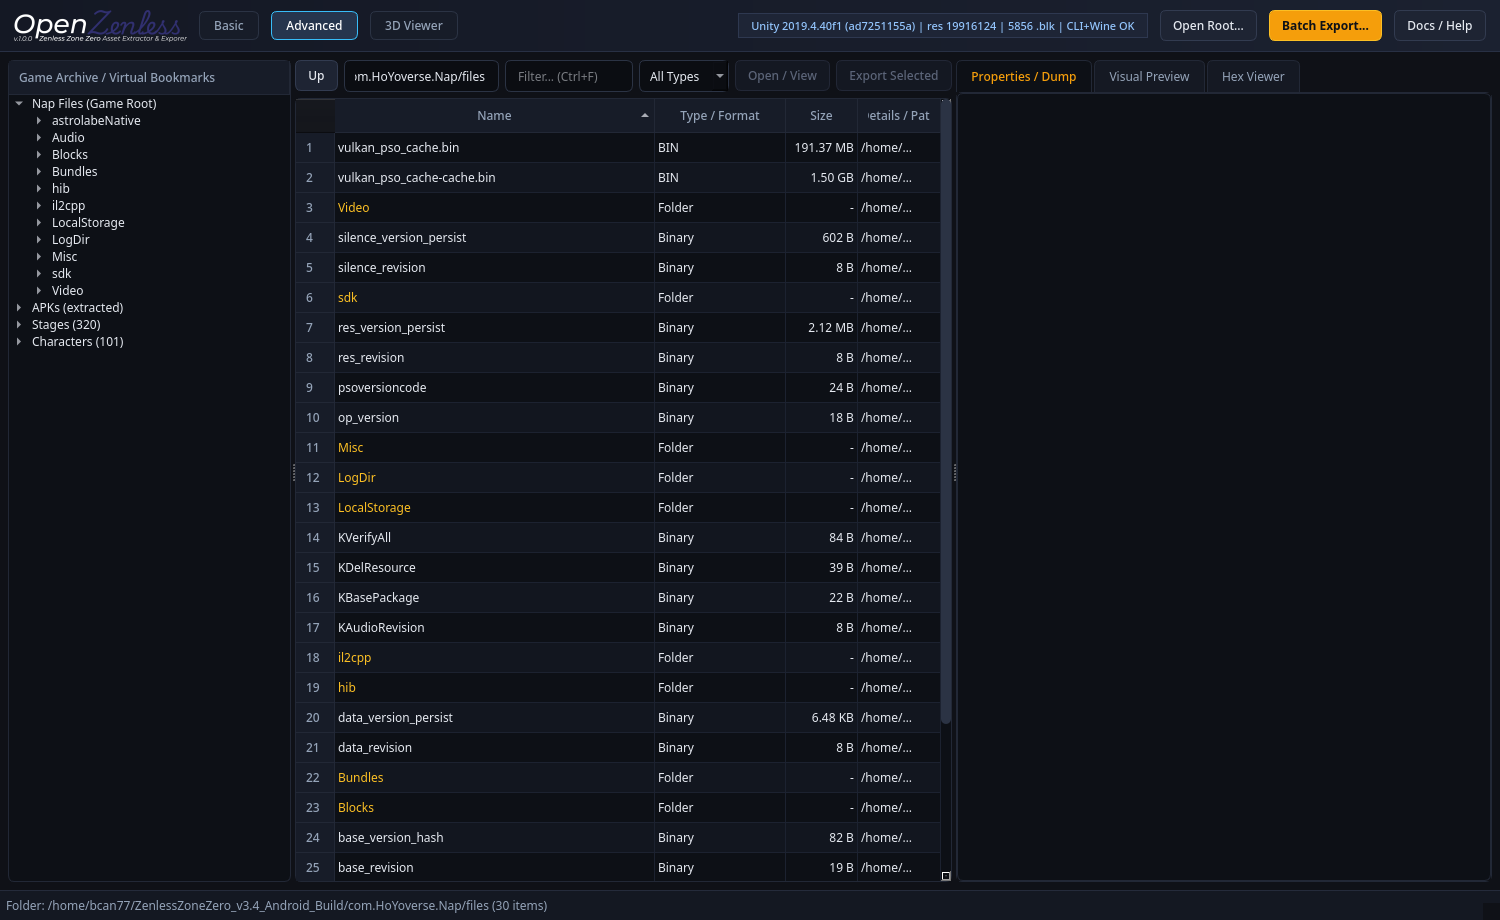 OpenZenless
v.1.0.0 Zenless Zone Zero Asset Extractor & Exporer
Basic
Advanced
3D Viewer
Unity 2019.4.40f1 (ad7251155a) | res 19916124 | 5856 .blk | CLI+Wine OK
Open Root...
Batch Export...
Docs / Help
Game Archive / Virtual Bookmarks
Nap Files (Game Root)
astrolabeNative
Audio
Blocks
Bundles
hib
il2cpp
LocalStorage
LogDir
Misc
sdk
Video
APKs (extracted)
Stages (320)
Characters (101)
Up
om.HoYoverse.Nap/files
Filter... (Ctrl+F)
All Types
Open / View
Export Selected
Name Type / Format Size etails / Pat
1 vulkan_pso_cache.bin BIN 191.37 MB /home/...
2 vulkan_pso_cache-cache.bin BIN 1.50 GB /home/...
3 Video Folder - /home/...
4 silence_version_persist Binary 602 B /home/...
5 silence_revision Binary 8 B /home/...
6 sdk Folder - /home/...
7 res_version_persist Binary 2.12 MB /home/...
8 res_revision Binary 8 B /home/...
9 psoversioncode Binary 24 B /home/...
10 op_version Binary 18 B /home/...
11 Misc Folder - /home/...
12 LogDir Folder - /home/...
13 LocalStorage Folder - /home/...
14 KVerifyAll Binary 84 B /home/...
15 KDelResource Binary 39 B /home/...
16 KBasePackage Binary 22 B /home/...
17 KAudioRevision Binary 8 B /home/...
18 il2cpp Folder - /home/...
19 hib Folder - /home/...
20 data_version_persist Binary 6.48 KB /home/...
21 data_revision Binary 8 B /home/...
22 Bundles Folder - /home/...
23 Blocks Folder - /home/...
24 base_version_hash Binary 82 B /home/...
25 base_revision Binary 19 B /home/...
Properties / Dump
Visual Preview
Hex Viewer
Folder: /home/bcan77/ZenlessZoneZero_v3.4_Android_Build/com.HoYoverse.Nap/files (30 items)